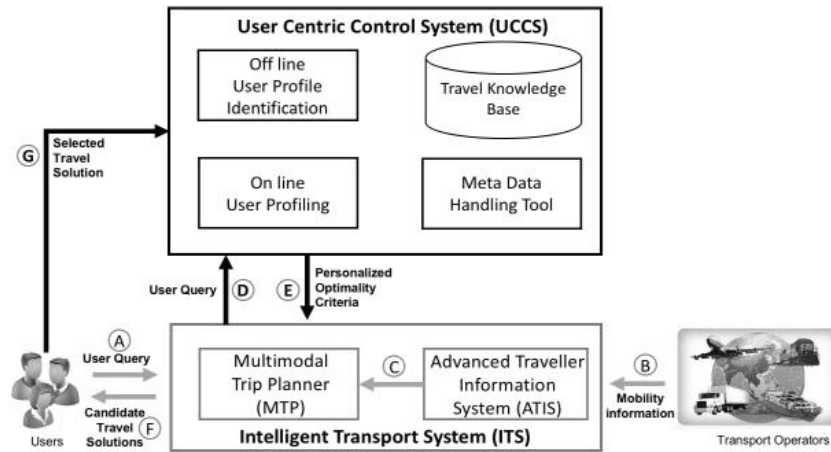 User Centric Control System (UCCS)
Off line
User Profile
Identification
Travel Knowledge
Base
G
Selected
Travel
Solution
On line
User Profiling
Meta Data
Handling Tool
User Query
D
E
Personalized
Optimality
Criteria
A
User Query
Candidate
Travel
Solutions
F
Users
Multimodal
Trip Planner
(MTP)
C
Advanced Traveller
Information
System (ATIS)
Intelligent Transport System (ITS)
B
Mobility
information
Transport Operators